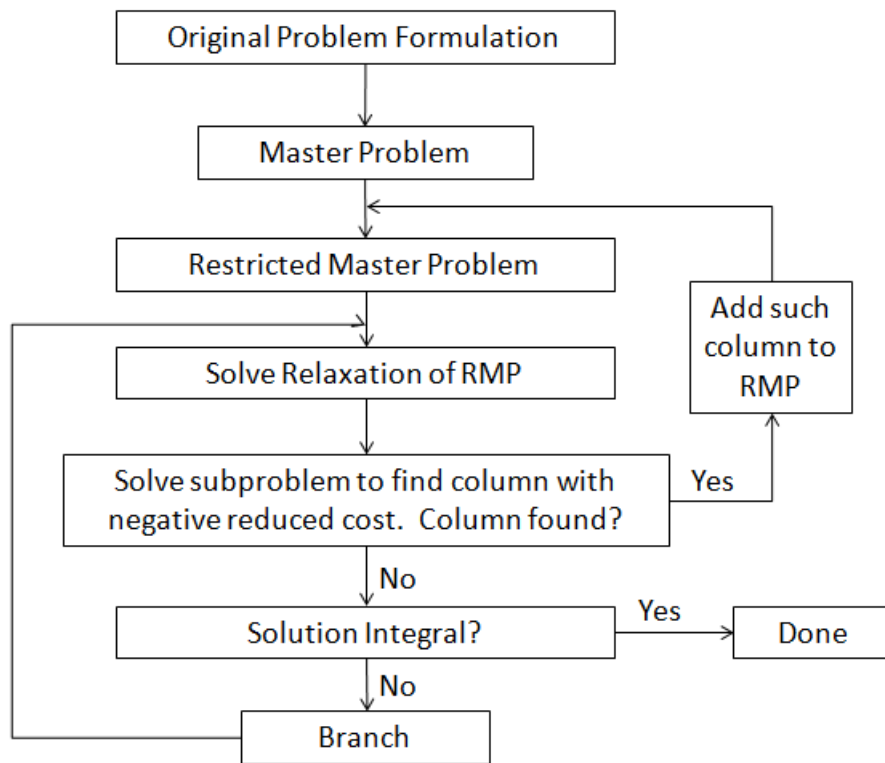 Original Problem Formulation
Master Problem
Restricted Master Problem
Add such
column to
RMP
Solve Relaxation of RMP
Solve subproblem to find column with
negative reduced cost.  Column found?
Yes
No
Solution Integral?
Yes
Done
No
Branch